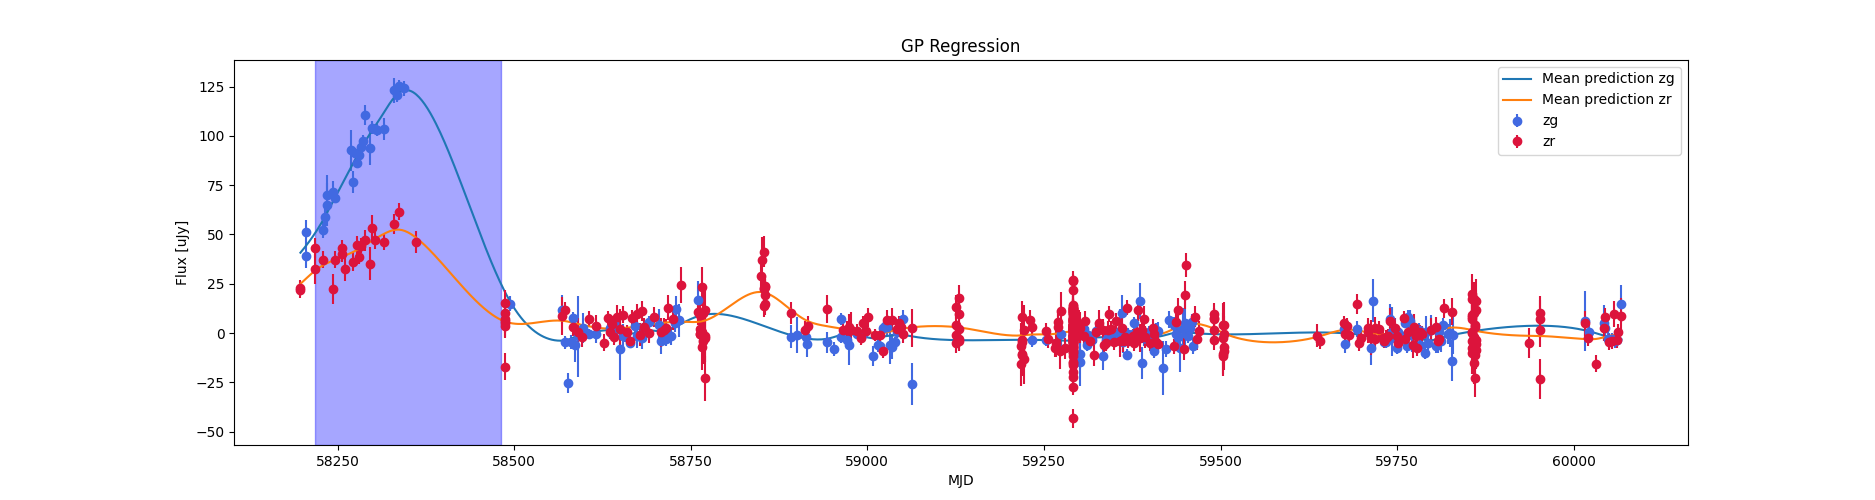 GP Regression
Mean prediction zg
Mean prediction zr
zg
zr
Flux [uJy]
125
100
75
50
25
0
−25
−50
58250
58500
58750
59000
59250
59500
59750
60000
MJD